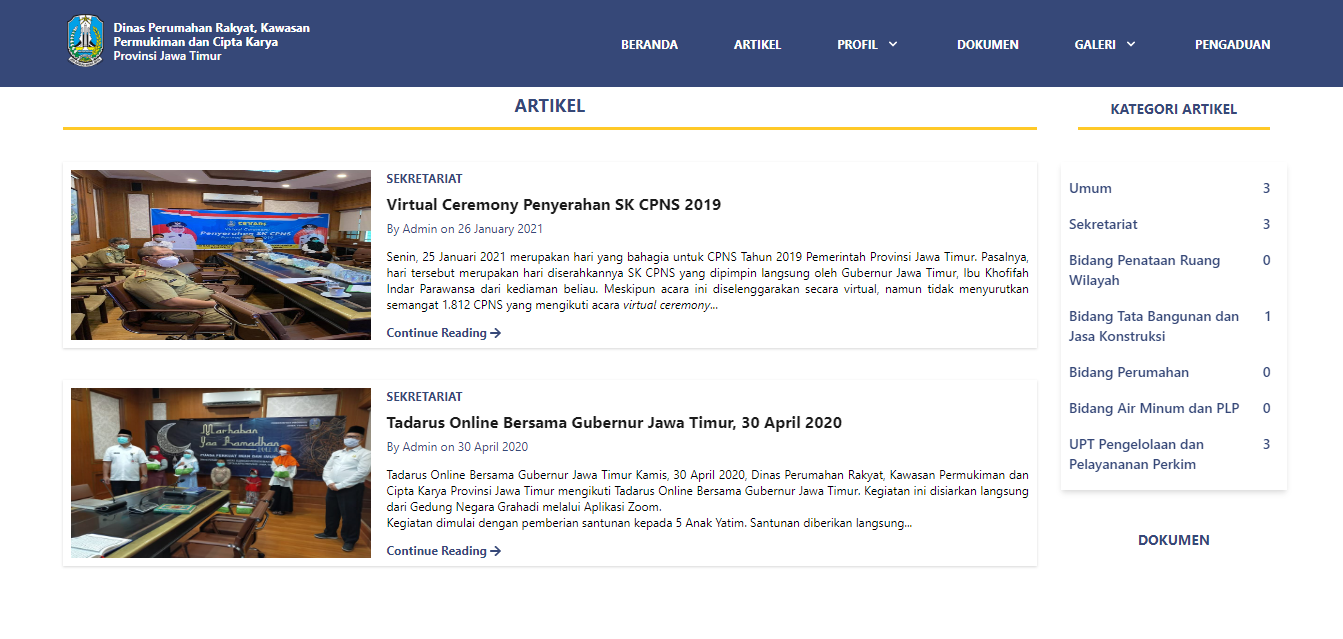 Dinas Perumahan Rakyat, Kawasan
Permukiman dan Cipta Karya
Provinsi Jawa Timur
BERANDA
ARTIKEL
PROFIL
DOKUMEN
GALERI
PENGADUAN
ARTIKEL
SEKRETARIAT
Virtual Ceremony Penyerahan SK CPNS 2019
By Admin on 26 January 2021
Senin, 25 Januari 2021 merupakan hari yang bahagia untuk CPNS Tahun 2019 Pemerintah Provinsi Jawa Timur. Pasalnya,
hari tersebut merupakan hari diserahkannya SK CPNS yang dipimpin langsung oleh Gubernur Jawa Timur, Ibu Khofifah
Indar Parawansa dari kediaman beliau. Meskipun acara ini diselenggarakan secara virtual, namun tidak menyurutkan
semangat 1.812 CPNS yang mengikuti acara virtual ceremony...
Continue Reading →
Virtual Ceremony
Penyerahan SK CPNS
SEKRETARIAT
Tadarus Online Bersama Gubernur Jawa Timur, 30 April 2020
By Admin on 30 April 2020
Tadarus Online Bersama Gubernur Jawa Timur Kamis, 30 April 2020, Dinas Perumahan Rakyat, Kawasan Permukiman dan
Cipta Karya Provinsi Jawa Timur mengikuti Tadarus Online Bersama Gubernur Jawa Timur. Kegiatan ini disiarkan langsung
dari Gedung Negara Grahadi melalui Aplikasi Zoom.
Kegiatan dimulai dengan pemberian santunan kepada 5 Anak Yatim. Santunan diberikan langsung...
Continue Reading →
Marhaban
Yaa Ramadhan
KATEGORI ARTIKEL
Umum 3
Sekretariat 3
Bidang Penataan Ruang 0
Wilayah
Bidang Tata Bangunan dan 1
Jasa Konstruksi
Bidang Perumahan 0
Bidang Air Minum dan PLP 0
UPT Pengelolaan dan 3
Pelayananan Perkim
DOKUMEN